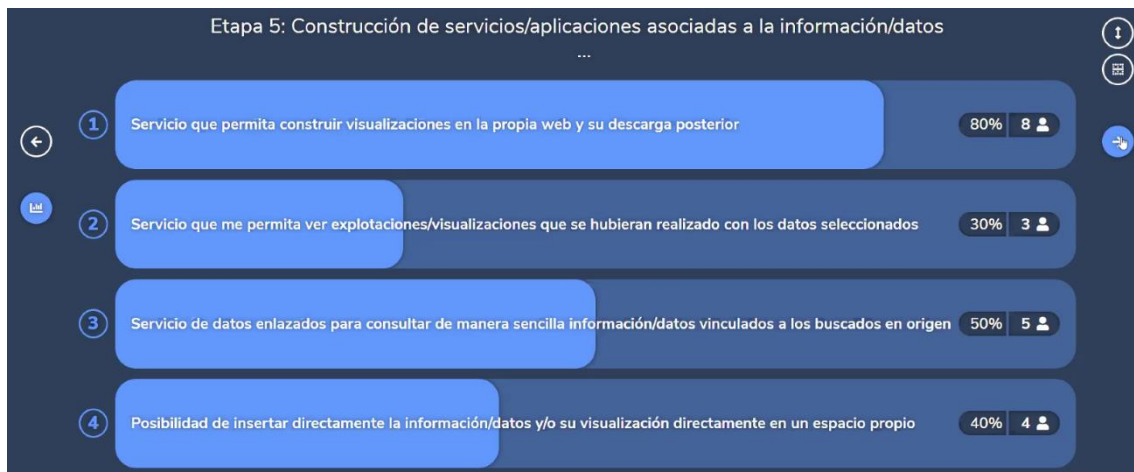 Etapa 5: Construcción de servicios/aplicaciones asociadas a la información/datos
...
1 Servicio que permita construir visualizaciones en la propia web y su descarga posterior 80% 8
2 Servicio que me permita ver explotaciones/visualizaciones que se hubieran realizado con los datos seleccionados 30% 3
3 Servicio de datos enlazados para consultar de manera sencilla información/datos vinculados a los buscados en origen 50% 5
4 Posibilidad de insertar directamente la información/datos y/o su visualización directamente en un espacio propio 40% 4